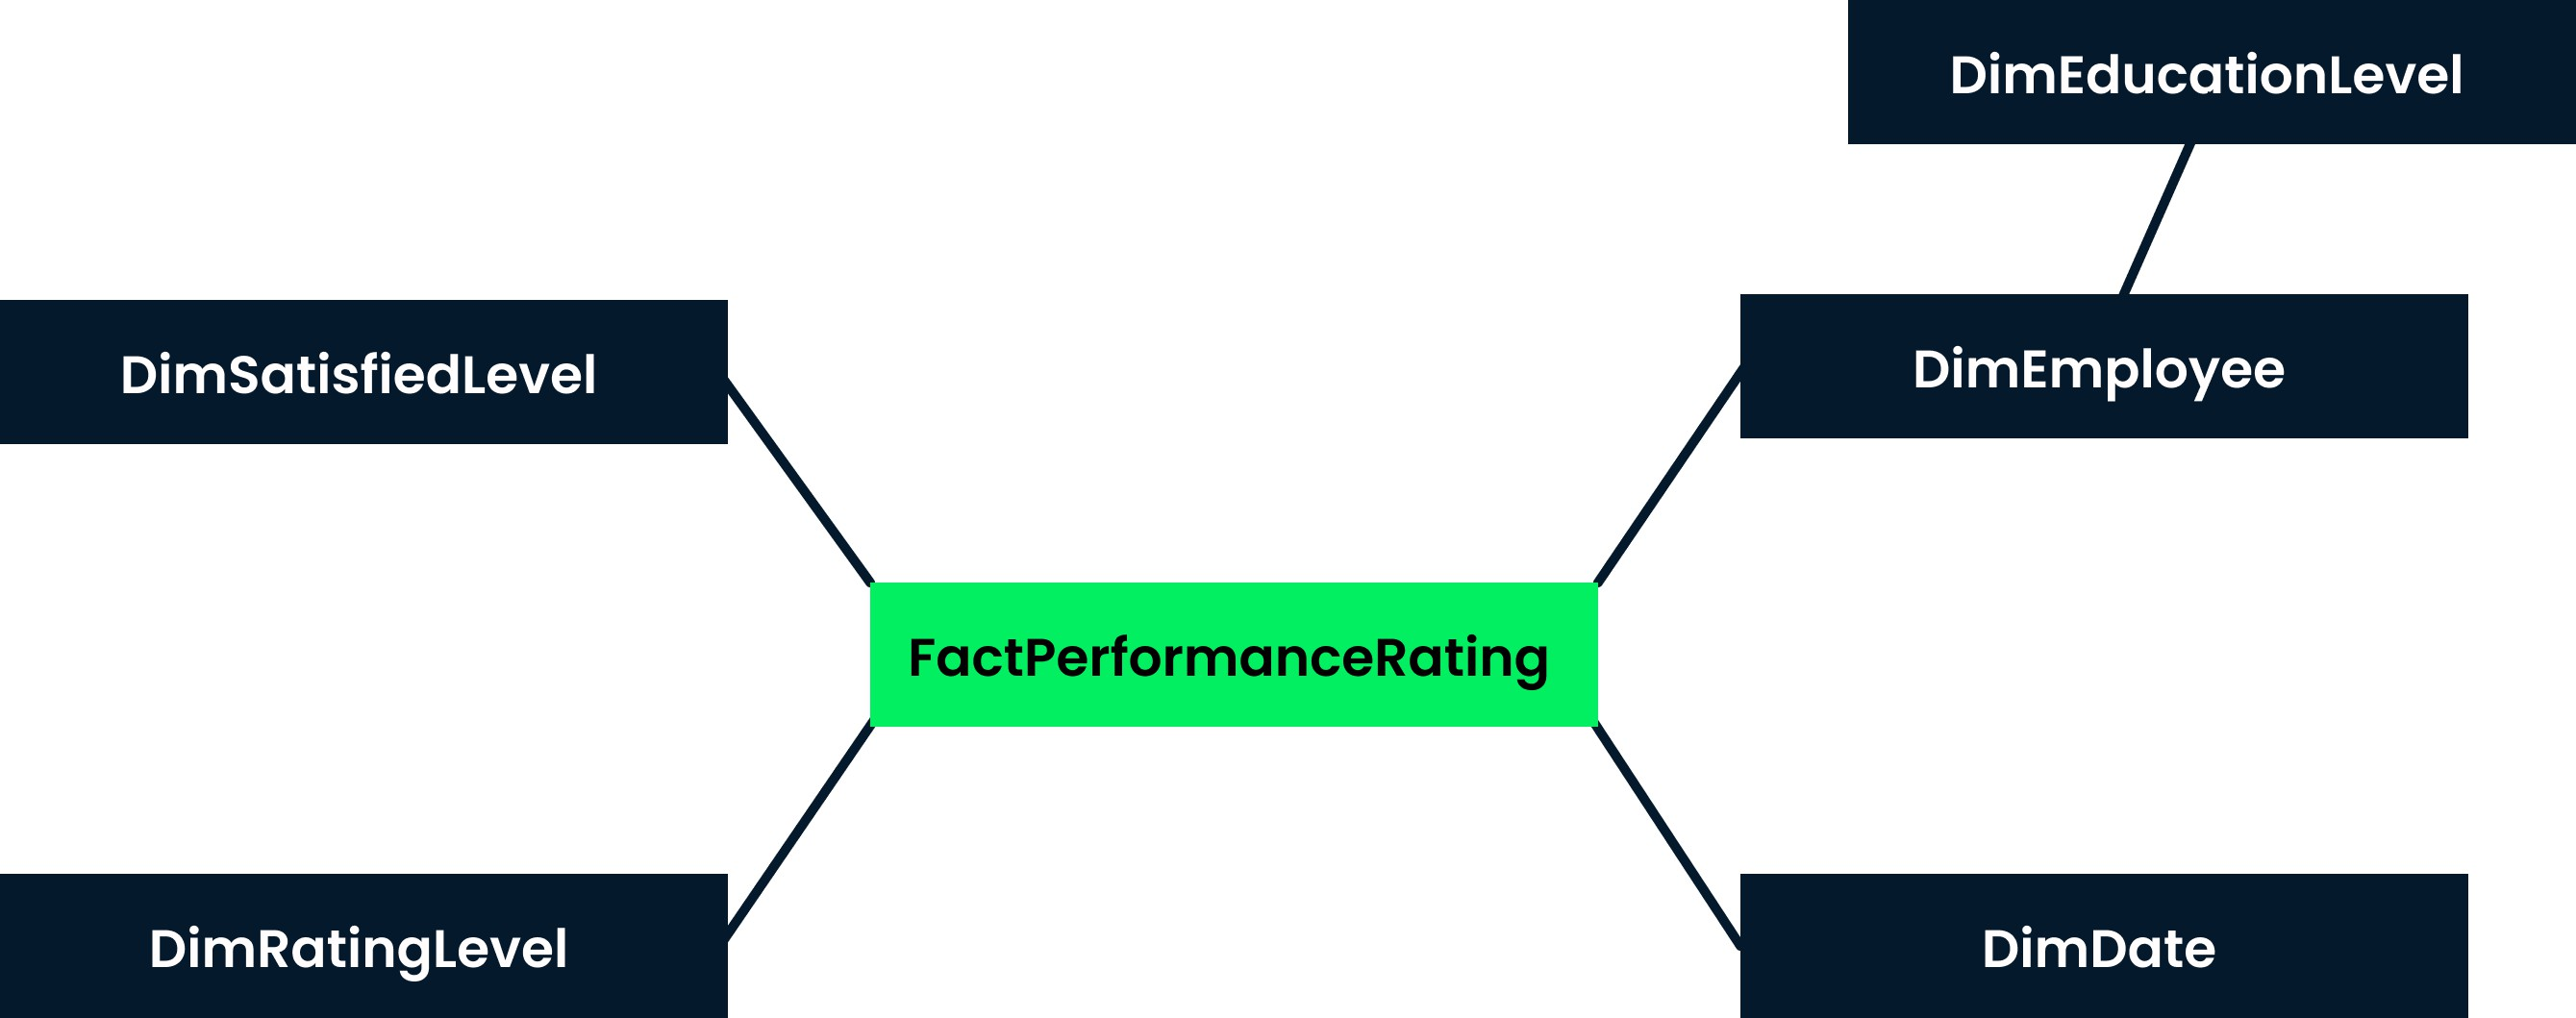 DimEducationLevel
DimSatisfiedLevel
DimEmployee
FactPerformanceRating
DimRatingLevel
DimDate